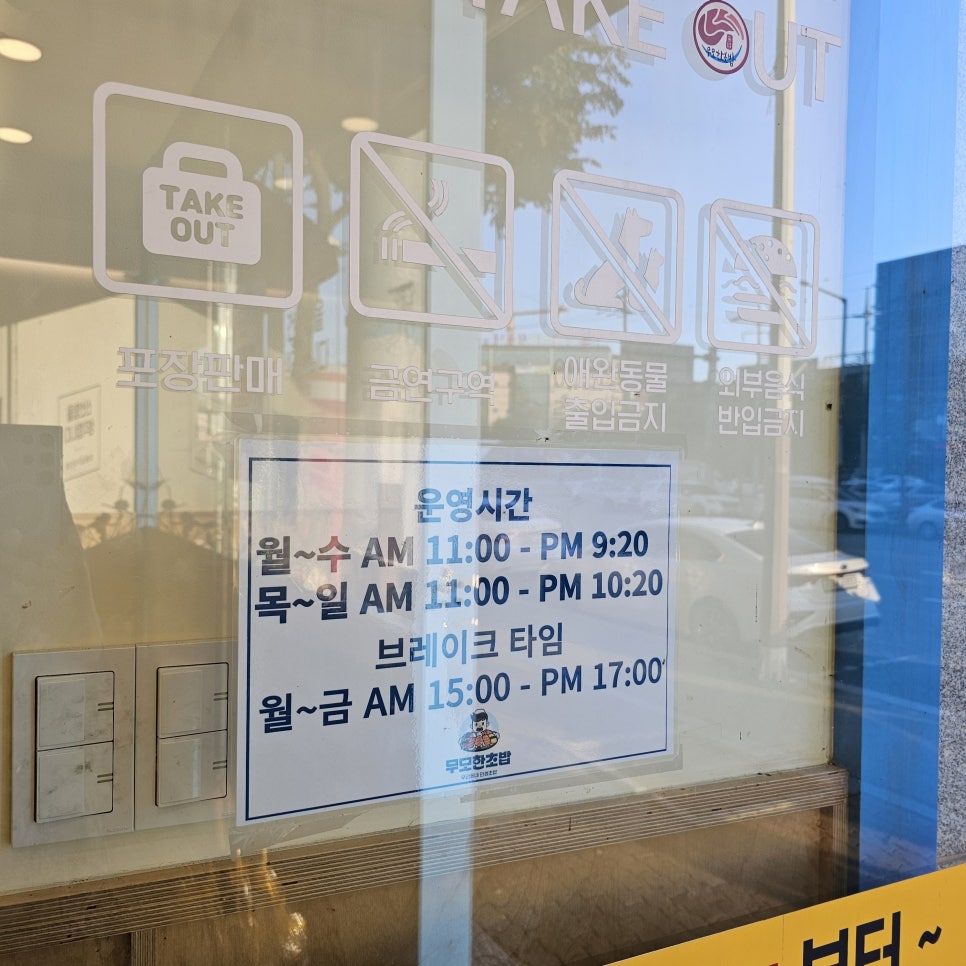 TAKE OUT
TAKE
OUT
포장판매
금연구역
애완동물
출입금지
외부음식
반입금지
운영시간
월~수 AM 11:00 - PM 9:20
목~일 AM 11:00 - PM 10:20
브레이크 타임
월~금 AM 15:00 - PM 17:00
무모한초밥
부터~